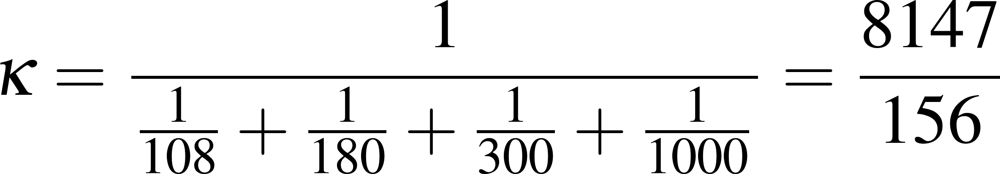 κ = 1 / (1/108 + 1/180 + 1/300 + 1/1000) = 8147/156